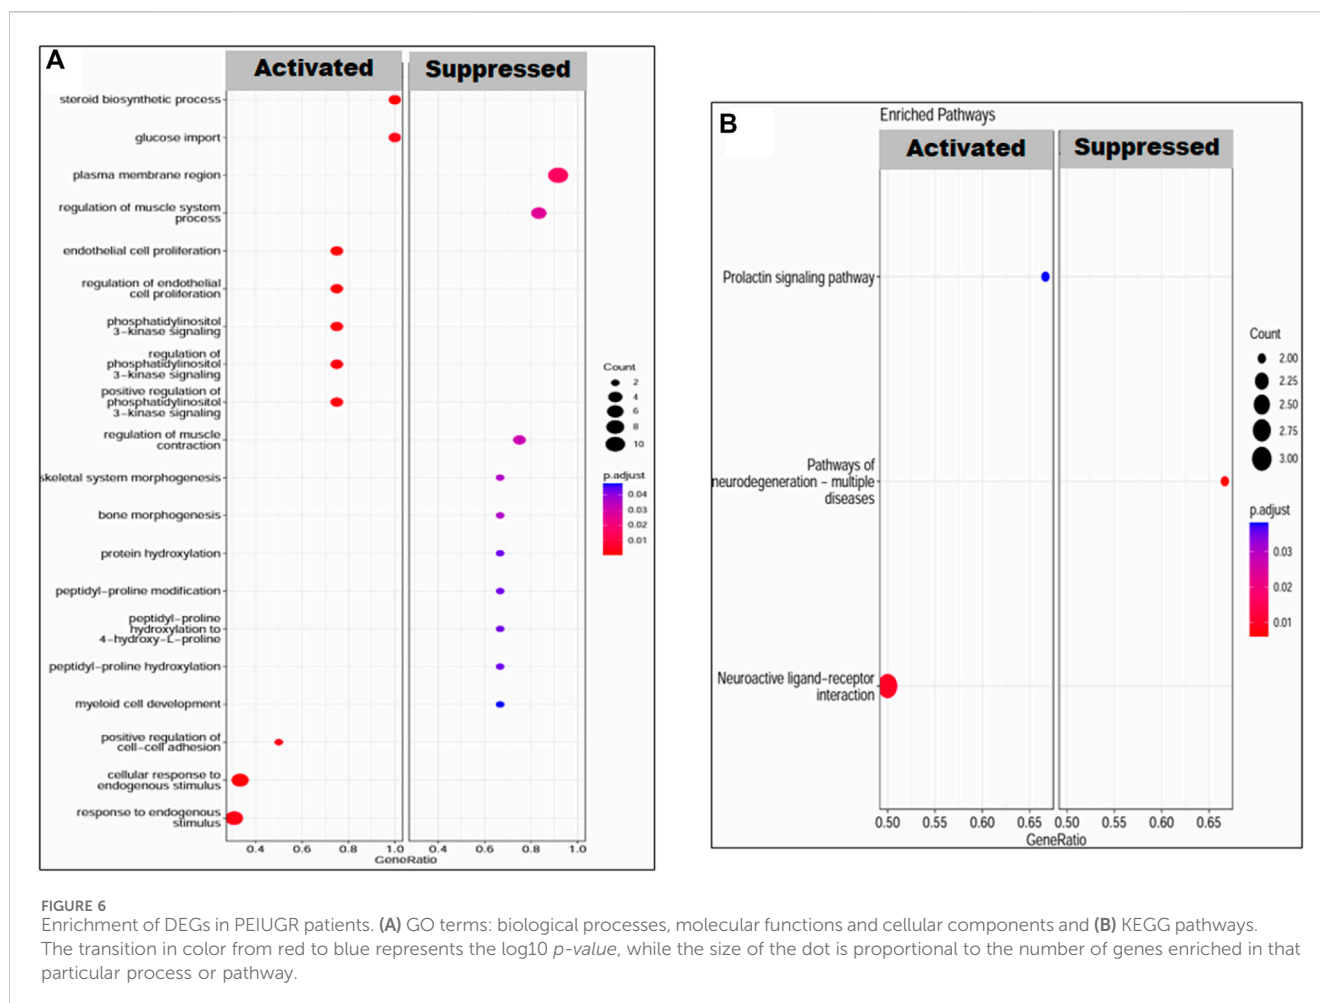 A
Activated
Suppressed
steroid biosynthetic process
glucose import
plasma membrane region
regulation of muscle system
process
endothelial cell proliferation
regulation of endothelial
cell proliferation
phosphatidylinositol
3−kinase signaling
regulation of
phosphatidylinositol
3−kinase signaling
positive regulation of
phosphatidylinositol
3−kinase signaling
regulation of muscle
contraction
skeletal system morphogenesis
bone morphogenesis
protein hydroxylation
peptidyl−proline modification
peptidyl−proline
hydroxylation to
4−hydroxy−L−proline
peptidyl−proline hydroxylation
myeloid cell development
positive regulation of
cell−cell adhesion
cellular response to
endogenous stimulus
response to endogenous
stimulus
0.4 0.6 0.8 1.0 0.4 0.6 0.8 1.0
GeneRatio
Count
2
4
6
8
10
p.adjust
0.04
0.03
0.02
0.01
B
Enriched Pathways
Activated
Suppressed
Prolactin signaling pathway
Pathways of
neurodegeneration − multiple
diseases
Neuroactive ligand−receptor
interaction
0.50 0.55 0.60 0.65 0.50 0.55 0.60 0.65
GeneRatio
Count
2.00
2.25
2.50
2.75
3.00
p.adjust
0.03
0.02
0.01
FIGURE 6
Enrichment of DEGs in PEIUGR patients. (A) GO terms: biological processes, molecular functions and cellular components and (B) KEGG pathways.
The transition in color from red to blue represents the log10 p-value, while the size of the dot is proportional to the number of genes enriched in that
particular process or pathway.